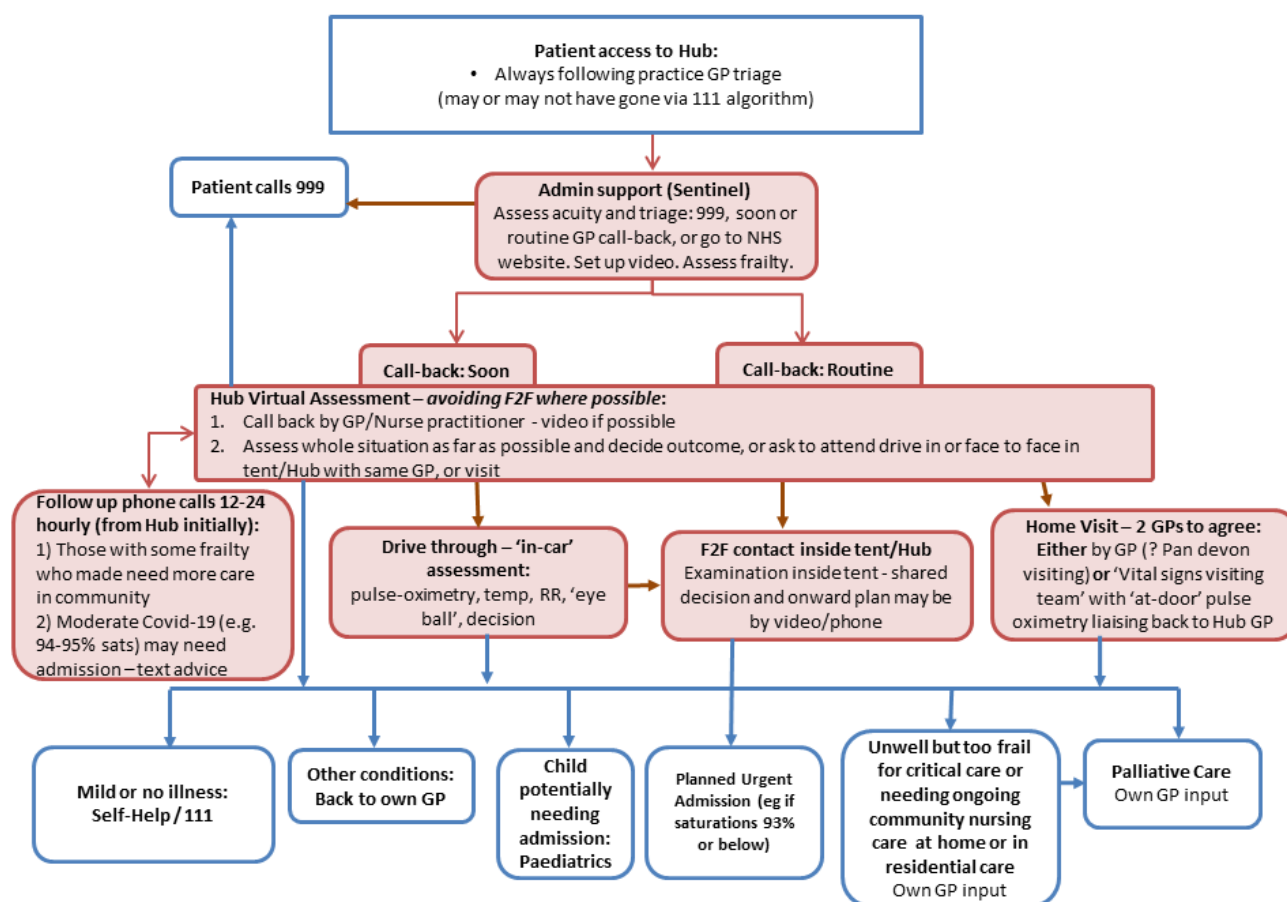 Patient access to Hub:
• Always following practice GP triage
(may or may not have gone via 111 algorithm)
Patient calls 999
Admin support (Sentinel)
Assess acuity and triage: 999, soon or
routine GP call-back, or go to NHS
website. Set up video. Assess frailty.
Call-back: Soon
Call-back: Routine
Hub Virtual Assessment – avoiding F2F where possible:
1. Call back by GP/Nurse practitioner - video if possible
2. Assess whole situation as far as possible and decide outcome, or ask to attend drive in or face to face in
tent/Hub with same GP, or visit
Follow up phone calls 12-24
hourly (from Hub initially):
1) Those with some frailty
who made need more care
in community
2) Moderate Covid-19 (e.g.
94-95% sats) may need
admission – text advice
Drive through – ‘in-car’
assessment:
pulse-oximetry, temp, RR, ‘eye
ball’, decision
F2F contact inside tent/Hub
Examination inside tent - shared
decision and onward plan may be
by video/phone
Home Visit – 2 GPs to agree:
Either by GP (? Pan devon
visiting) or ‘Vital signs visiting
team’ with ‘at-door’ pulse
oximetry liaising back to Hub GP
Mild or no illness:
Self-Help / 111
Other conditions:
Back to own GP
Child
potentially
needing
admission:
Paediatrics
Planned Urgent
Admission (eg if
saturations 93%
or below)
Unwell but too frail
for critical care or
needing ongoing
community nursing
care at home or in
residential care
Own GP input
Palliative Care
Own GP input